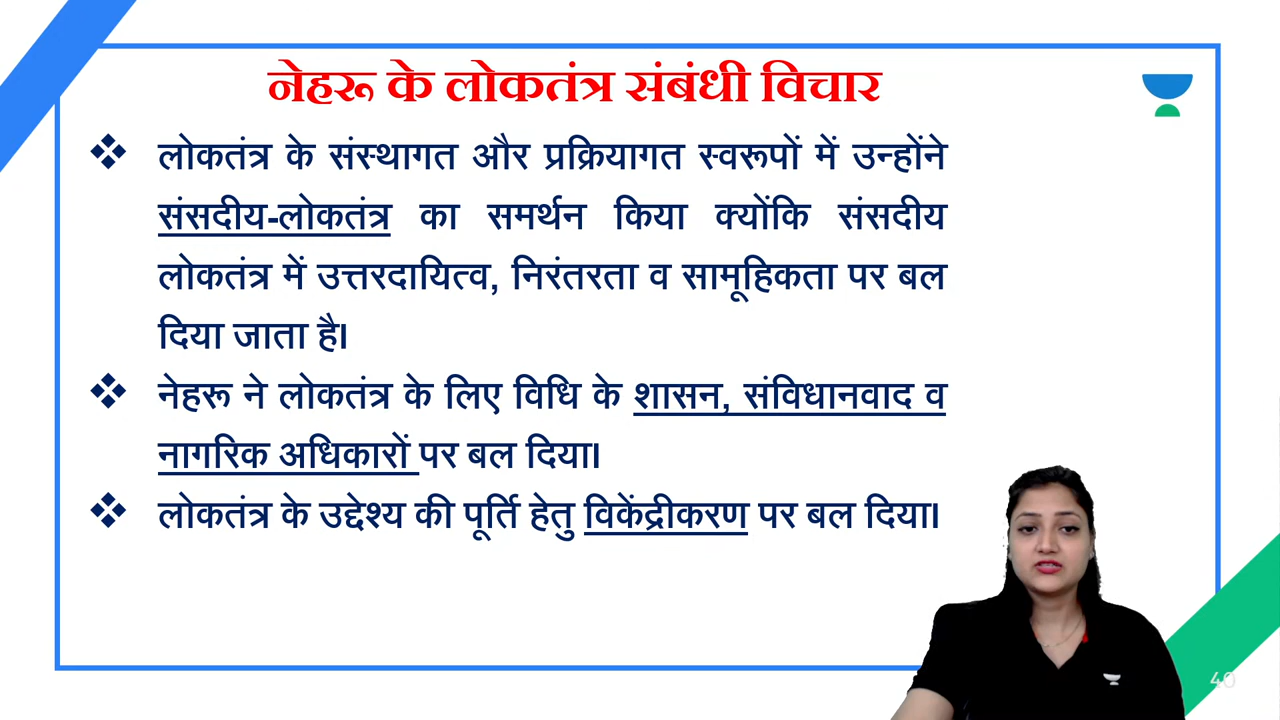 नेहरू के लोकतंत्र संबंधी विचार
❖ लोकतंत्र के संस्थागत और प्रक्रियागत स्वरूपों में उन्होंने
संसदीय-लोकतंत्र का समर्थन किया क्योंकि संसदीय
लोकतंत्र में उत्तरदायित्व, निरंतरता व सामूहिकता पर बल
दिया जाता है।
❖ नेहरू ने लोकतंत्र के लिए विधि के शासन, संविधानवाद व
नागरिक अधिकारों पर बल दिया।
❖ लोकतंत्र के उद्देश्य की पूर्ति हेतु विकेंद्रीकरण पर बल दिया।
40